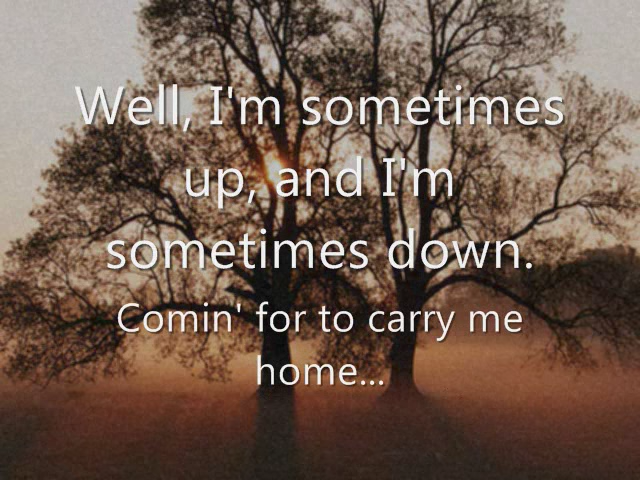 Well, I'm sometimes
up, and I'm
sometimes down.
Comin' for to carry me
home...